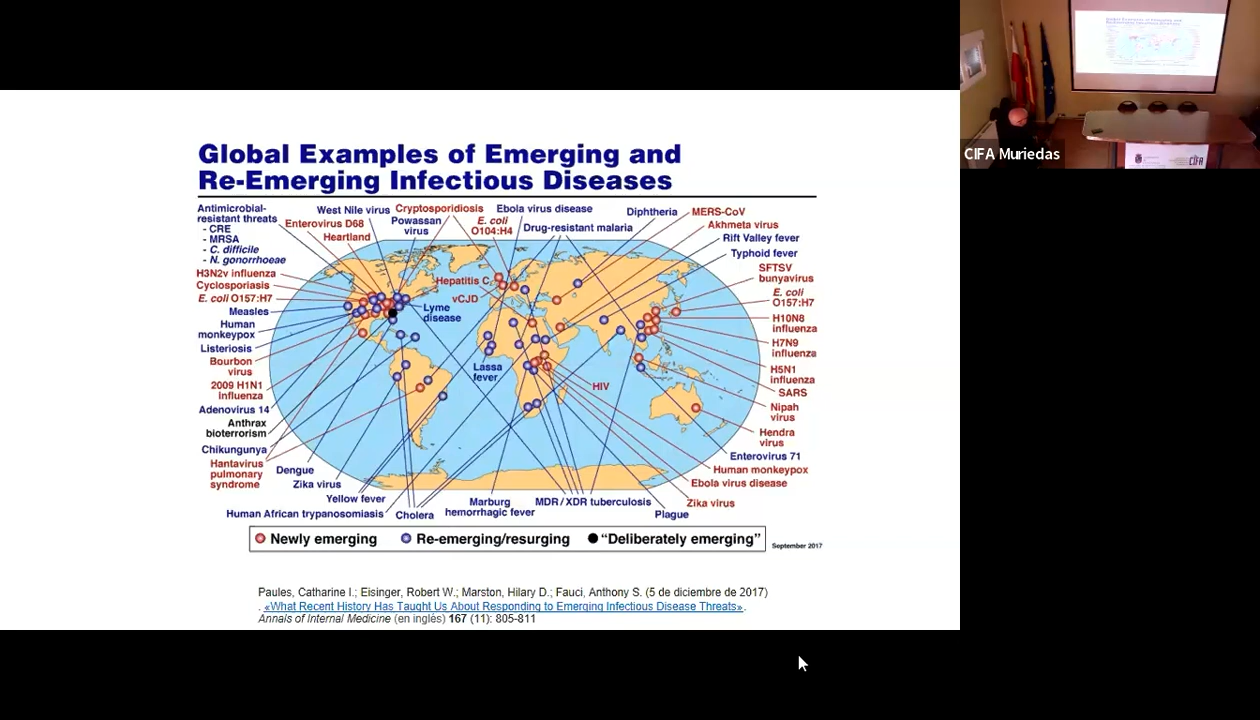 Global Examples of Emerging and
Re-Emerging Infectious Diseases
Antimicrobial-
resistant threats
- CRE
- MRSA
- C. difficile
- N. gonorrhoeae
West Nile virus
Enterovirus D68
Heartland
Cryptosporidiosis
Powassan
virus
E. coli
O104:H4
Ebola virus disease
Drug-resistant malaria
Diphtheria
MERS-CoV
Akhmeta virus
Rift Valley fever
Typhoid fever
SFTSV
bunyavirus
E. coli
O157:H7
H10N8
influenza
H7N9
influenza
H5N1
influenza
SARS
Nipah
virus
Hendra
virus
Enterovirus 71
Human monkeypox
Ebola virus disease
Zika virus
Plague
H3N2v influenza
Cyclosporiasis
E. coli O157:H7
Measles
Human
monkeypox
Listeriosis
Bourbon
virus
2009 H1N1
influenza
Adenovirus 14
Anthrax
bioterrorism
Chikungunya
Hantavirus
pulmonary
syndrome
Dengue
Zika virus
Yellow fever
Human African trypanosomiasis
Cholera
Marburg
hemorrhagic fever
MDR/XDR tuberculosis
Hepatitis C
vCJD
Lyme
disease
Lassa
fever
HIV
Newly emerging
Re-emerging/resurging
“Deliberately emerging”
September 2017
Paules, Catharine I.; Eisinger, Robert W.; Marston, Hilary D.; Fauci, Anthony S. (5 de diciembre de 2017)
. «What Recent History Has Taught Us About Responding to Emerging Infectious Disease Threats».
Annals of Internal Medicine (en inglés) 167 (11): 805-811
CIFA Muriedas
CIFA